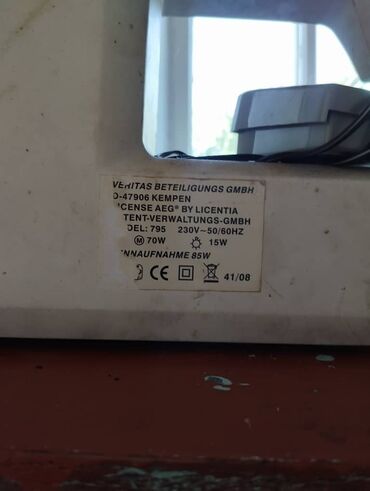 VERITAS BETEILIGUNGS GMBH
D-47906 KEMPEN
LICENSE AEG® BY LICENTIA
TENT-VERWALTUNGS-GMBH
DEL: 795 230V~50/60HZ
M 70W 15W
NNAUFNAHME 85W
CE 41/08